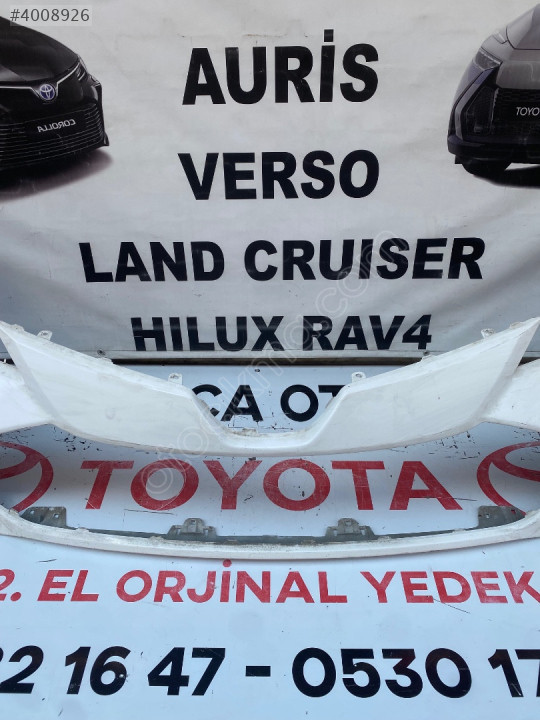 #4008926
TOYO
COROLLA
AURİS
VERSO
LAND CRUISER
HILUX RAV4
CA OT
TOYOTA
2. EL ORJİNAL YEDEK
22 16 47 - 0530 17